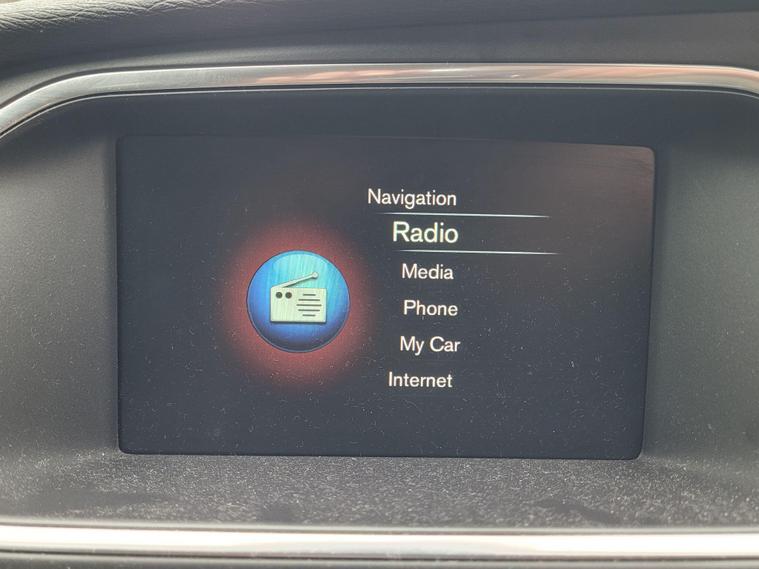 Navigation
Radio
Media
Phone
My Car
Internet